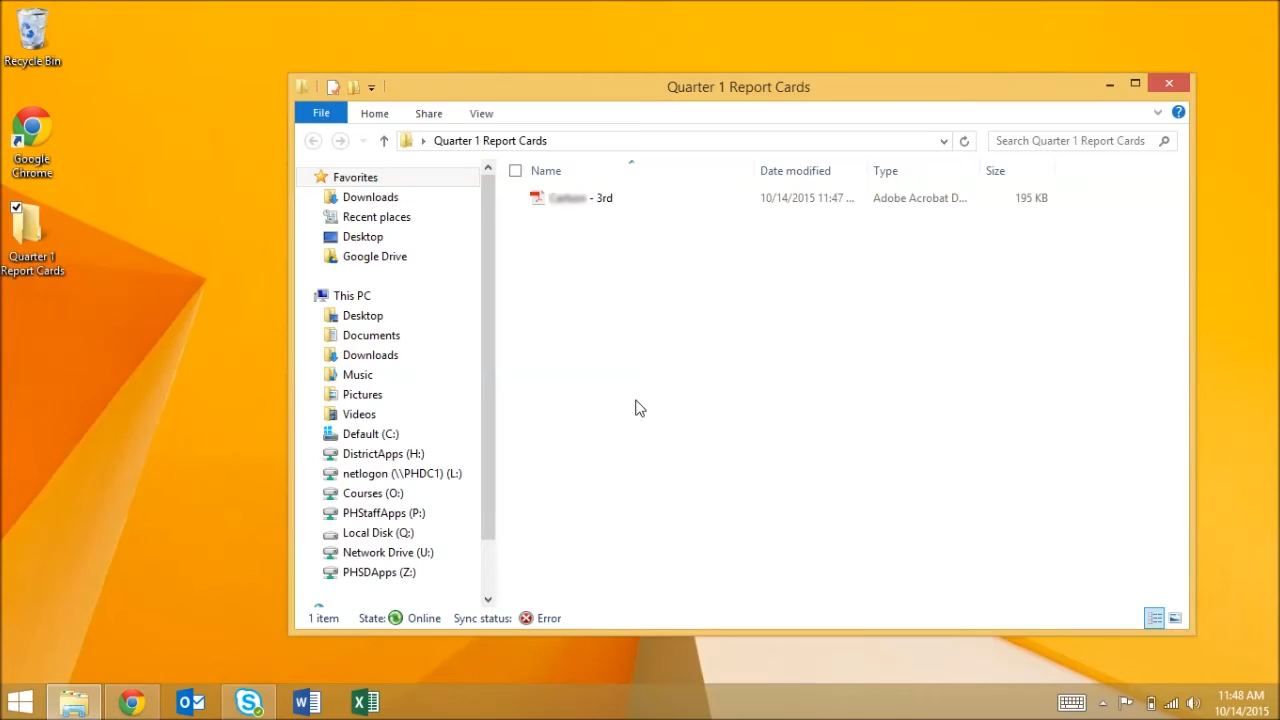 Recycle Bin
Google
Chrome
Quarter 1
Report Cards
Quarter 1 Report Cards
File
Home
Share
View
Quarter 1 Report Cards
Search Quarter 1 Report Cards
Name
Date modified
Type
Size
- 3rd
10/14/2015 11:47 ...
Adobe Acrobat D...
195 KB
Favorites
Downloads
Recent places
Desktop
Google Drive
This PC
Desktop
Documents
Downloads
Music
Pictures
Videos
Default (C:)
DistrictApps (H:)
netlogon (\\PHDC1) (L:)
Courses (O:)
PHStaffApps (P:)
Local Disk (Q:)
Network Drive (U:)
PHSDApps (Z:)
1 item
State:
Online
Sync status:
Error
11:48 AM
10/14/2015